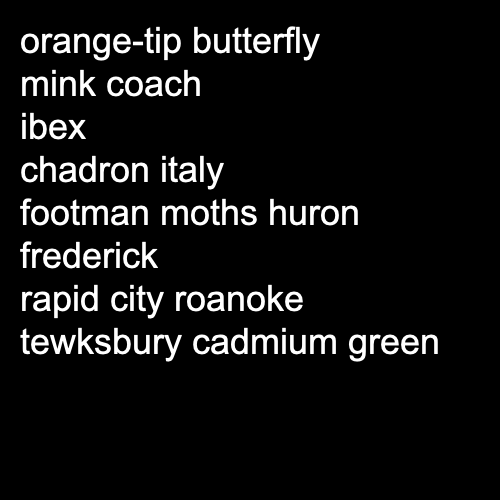 orange-tip butterfly
mink coach
ibex
chadron italy
footman moths huron
frederick
rapid city roanoke
tewksbury cadmium green